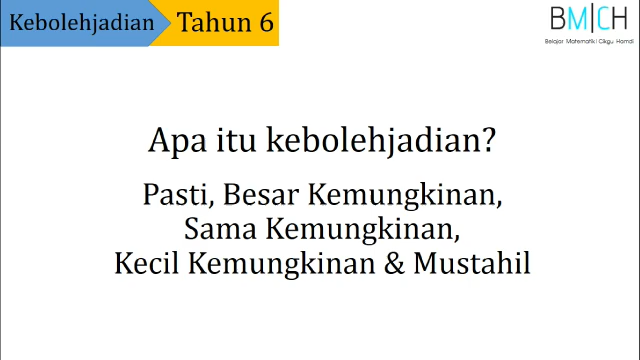 Kebolehjadian
Tahun 6
BM|CH
Belajar Matematik Cikgu Hamdi
Apa itu kebolehjadian?
Pasti, Besar Kemungkinan,
Sama Kemungkinan,
Kecil Kemungkinan & Mustahil